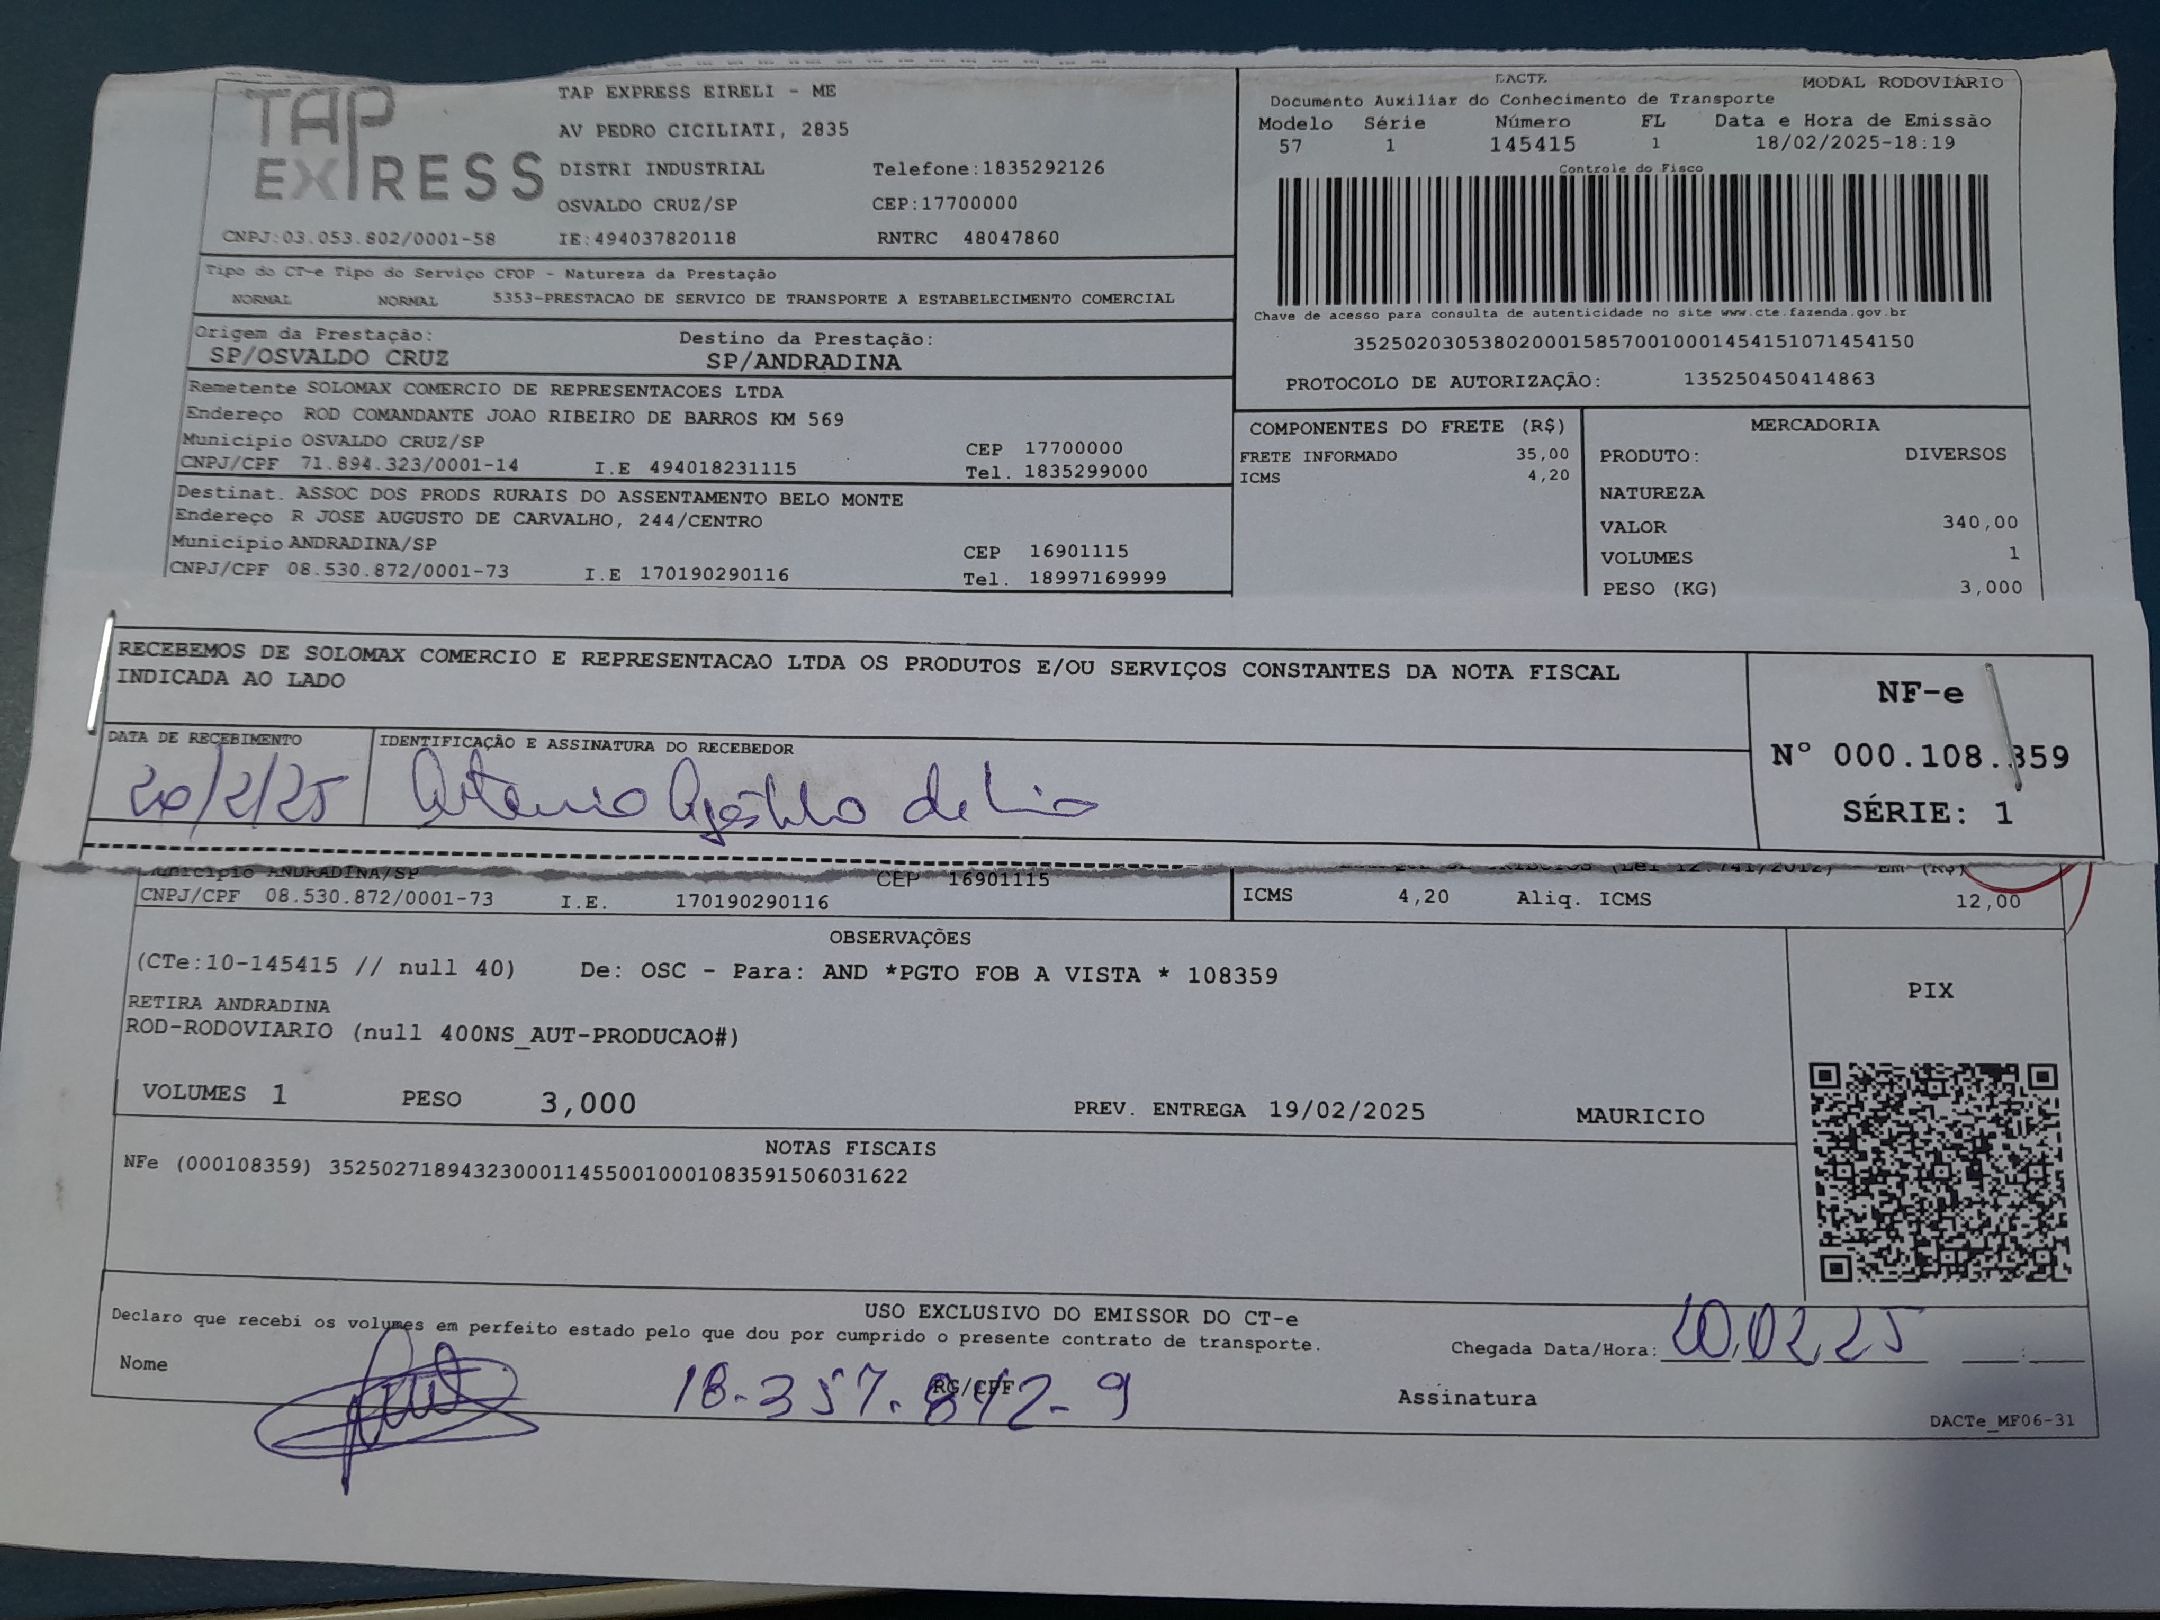 TAP EXPRESS
TAP EXPRESS EIRELI - ME
AV PEDRO CICILIATI, 2835
DISTRI INDUSTRIAL Telefone:1835292126
OSVALDO CRUZ/SP CEP:17700000
CNPJ:03.053.802/0001-58 IE:494037820118 RNTRC 48047860
DACTE MODAL RODOVIÁRIO
Documento Auxiliar do Conhecimento de Transporte
Modelo Série Número FL Data e Hora de Emissão
57 1 145415 1 18/02/2025-18:19
Controle do Fisco
Chave de acesso para consulta de autenticidade no site www.cte.fazenda.gov.br
35250203053802000158570010001454151071454150
PROTOCOLO DE AUTORIZAÇÃO: 135250450414863
Tipo do CT-e Tipo do Serviço CFOP - Natureza da Prestação
NORMAL NORMAL 5353-PRESTACAO DE SERVICO DE TRANSPORTE A ESTABELECIMENTO COMERCIAL
Origem da Prestação: Destino da Prestação:
SP/OSVALDO CRUZ SP/ANDRADINA
Remetente SOLOMAX COMERCIO DE REPRESENTACOES LTDA
Endereço ROD COMANDANTE JOAO RIBEIRO DE BARROS KM 569
Município OSVALDO CRUZ/SP CEP 17700000
CNPJ/CPF 71.894.323/0001-14 I.E 494018231115 Tel. 1835299000
Destinat. ASSOC DOS PRODS RURAIS DO ASSENTAMENTO BELO MONTE
Endereço R JOSE AUGUSTO DE CARVALHO, 244/CENTRO
Município ANDRADINA/SP CEP 16901115
CNPJ/CPF 08.530.872/0001-73 I.E 170190290116 Tel. 18997169999
COMPONENTES DO FRETE (R$)
FRETE INFORMADO 35,00
ICMS 4,20
MERCADORIA
PRODUTO: DIVERSOS
NATUREZA
VALOR 340,00
VOLUMES 1
PESO (KG) 3,000
RECEBEMOS DE SOLOMAX COMERCIO E REPRESENTACAO LTDA OS PRODUTOS E/OU SERVIÇOS CONSTANTES DA NOTA FISCAL
INDICADA AO LADO
NF-e
Nº 000.108.359
SÉRIE: 1
DATA DE RECEBIMENTO IDENTIFICAÇÃO E ASSINATURA DO RECEBEDOR
20/2/25 Antonio
Município ANDRADINA/SP CEP 16901115
(Lei 12.741/2012) Em (R$)
CNPJ/CPF 08.530.872/0001-73 I.E. 170190290116 ICMS 4,20 Aliq. ICMS 12,00
OBSERVAÇÕES
(CTe:10-145415 // null 40) De: OSC - Para: AND *PGTO FOB A VISTA * 108359
RETIRA ANDRADINA
ROD-RODOVIARIO (null 400NS_AUT-PRODUCAO#)
PIX
VOLUMES 1 PESO 3,000 PREV. ENTREGA 19/02/2025 MAURICIO
NOTAS FISCAIS
NFe (000108359) 35250271894323000114550010001083591506031622
USO EXCLUSIVO DO EMISSOR DO CT-e
Declaro que recebi os volumes em perfeito estado pelo que dou por cumprido o presente contrato de transporte.
Chegada Data/Hora: 20,02,25 :
Nome RG/CPF Assinatura
18-357.842-9
DACTe_MF06-31